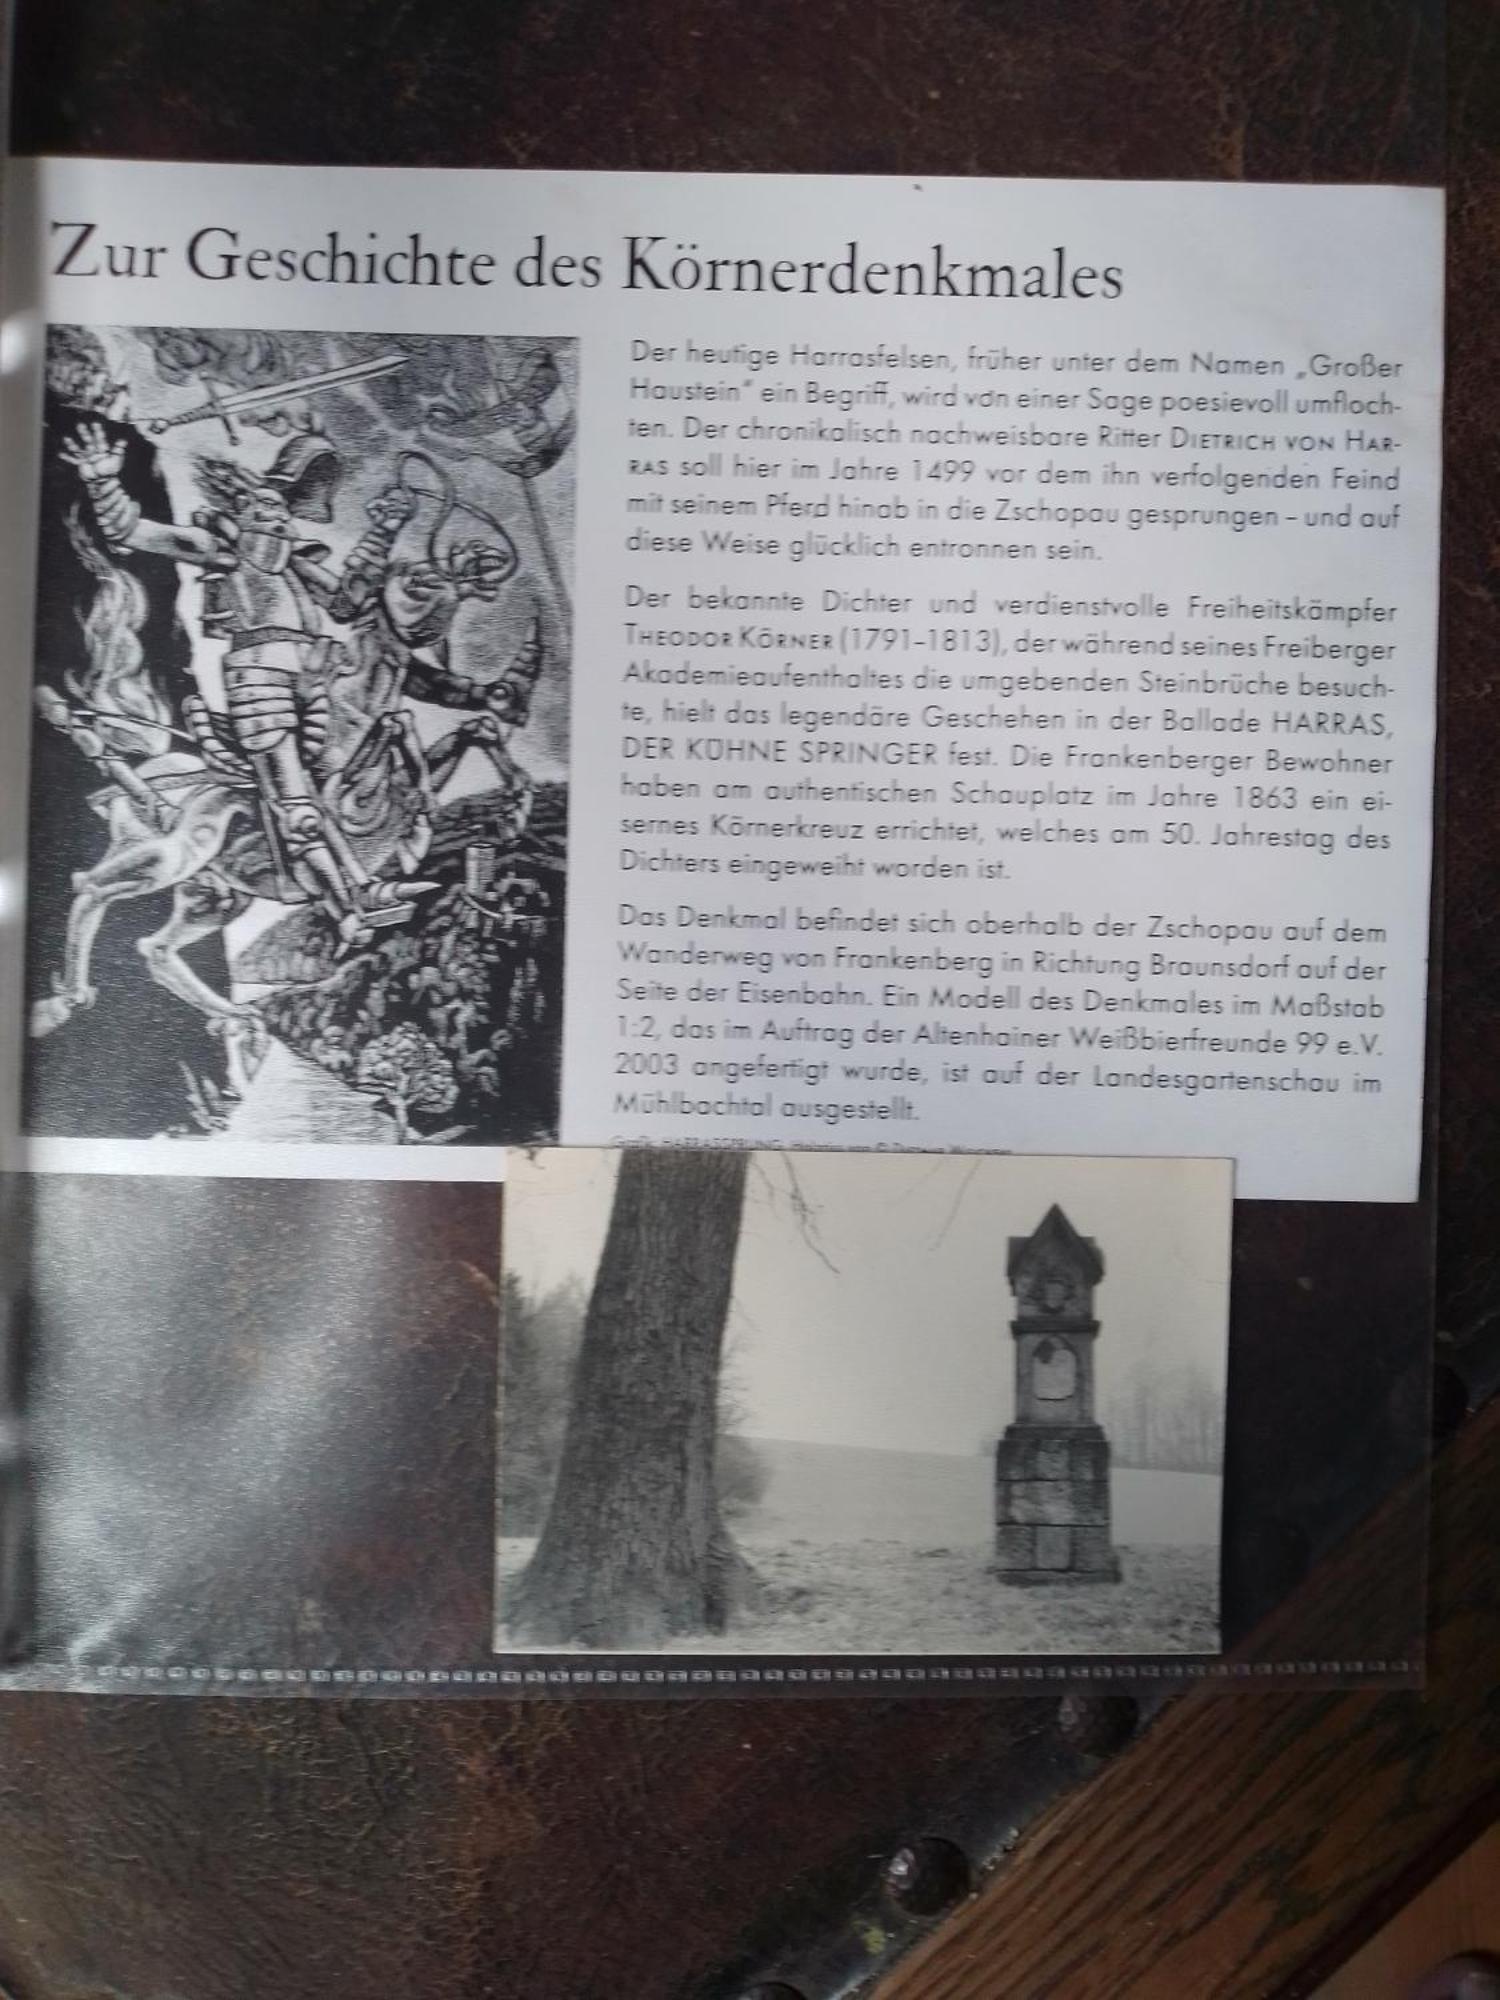 Zur Geschichte des Körnerdenkmales
Der heutige Harrasfelsen, früher unter dem Namen „Großer
Haustein" ein Begriff, wird von einer Sage poesievoll umfloch-
ten. Der chronikalisch nachweisbare Ritter DIETRICH VON HAR-
RAS soll hier im Jahre 1499 vor dem ihn verfolgenden Feind
mit seinem Pferd hinab in die Zschopau gesprungen – und auf
diese Weise glücklich entronnen sein.
Der bekannte Dichter und verdienstvolle Freiheitskämpfer
THEODOR KÖRNER (1791–1813), der während seines Freiberger
Akademieaufenthaltes die umgebenden Steinbrüche besuch-
te, hielt das legendäre Geschehen in der Ballade HARRAS,
DER KÜHNE SPRINGER fest. Die Frankenberger Bewohner
haben am authentischen Schauplatz im Jahre 1863 ein ei-
sernes Körnerkreuz errichtet, welches am 50. Jahrestag des
Dichters eingeweiht worden ist.
Das Denkmal befindet sich oberhalb der Zschopau auf dem
Wanderweg von Frankenberg in Richtung Braunsdorf auf der
Seite der Eisenbahn. Ein Modell des Denkmales im Maßstab
1:2, das im Auftrag der Altenhainer Weißbierfreunde 99 e.V.
2003 angefertigt wurde, ist auf der Landesgartenschau im
Mühlbachtal ausgestellt.
Grafik: HARRASSPRUNG,